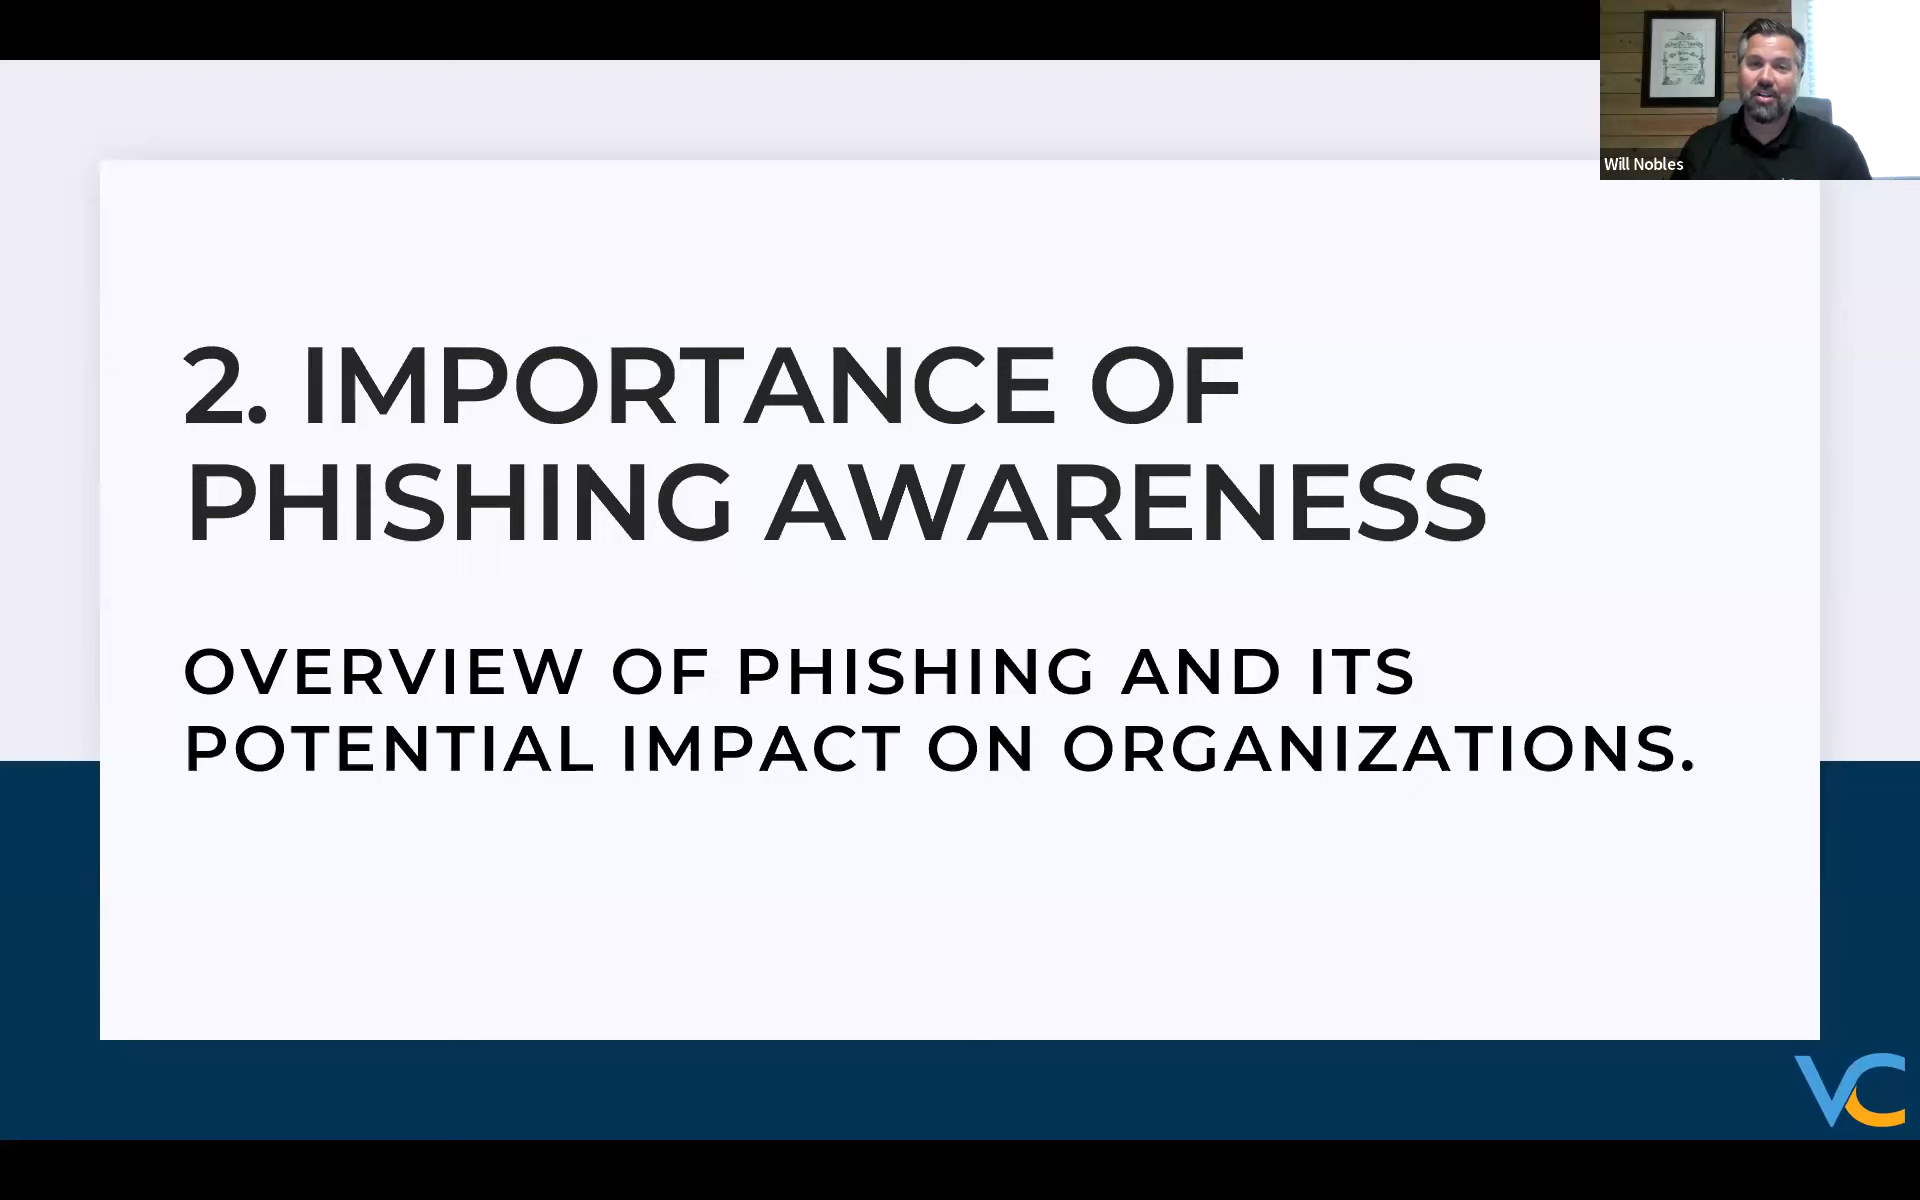 Will Nobles
2. IMPORTANCE OF
PHISHING AWARENESS
OVERVIEW OF PHISHING AND ITS
POTENTIAL IMPACT ON ORGANIZATIONS.
VC